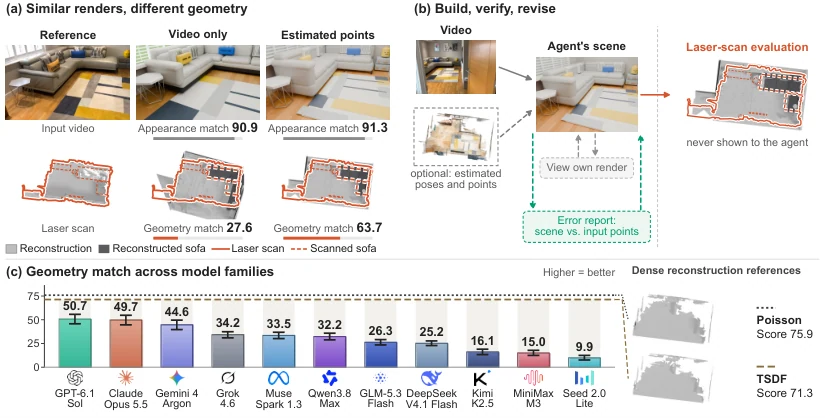 (a) Similar renders, different geometry
Reference
Video only
Estimated points
Input video
Appearance match 90.9
Appearance match 91.3
Laser scan
Geometry match 27.6
Geometry match 63.7
Reconstruction
Reconstructed sofa
Laser scan
Scanned sofa
(b) Build, verify, revise
Video
Agent's scene
Laser-scan evaluation
optional: estimated
poses and points
View own render
never shown to the agent
Error report:
scene vs. input points
(c) Geometry match across model families
Higher = better
75
50
25
0
50.7
49.7
44.6
34.2
33.5
32.2
26.3
25.2
16.1
15.0
9.9
GPT-6.1
Sol
Claude
Opus 5.5
Gemini 4
Argon
Grok
4.6
Muse
Spark 1.3
Qwen3.8
Max
GLM-5.3
Flash
DeepSeek
V4.1 Flash
Kimi
K2.5
MiniMax
M3
Seed 2.0
Lite
Dense reconstruction references
Poisson
Score 75.9
TSDF
Score 71.3